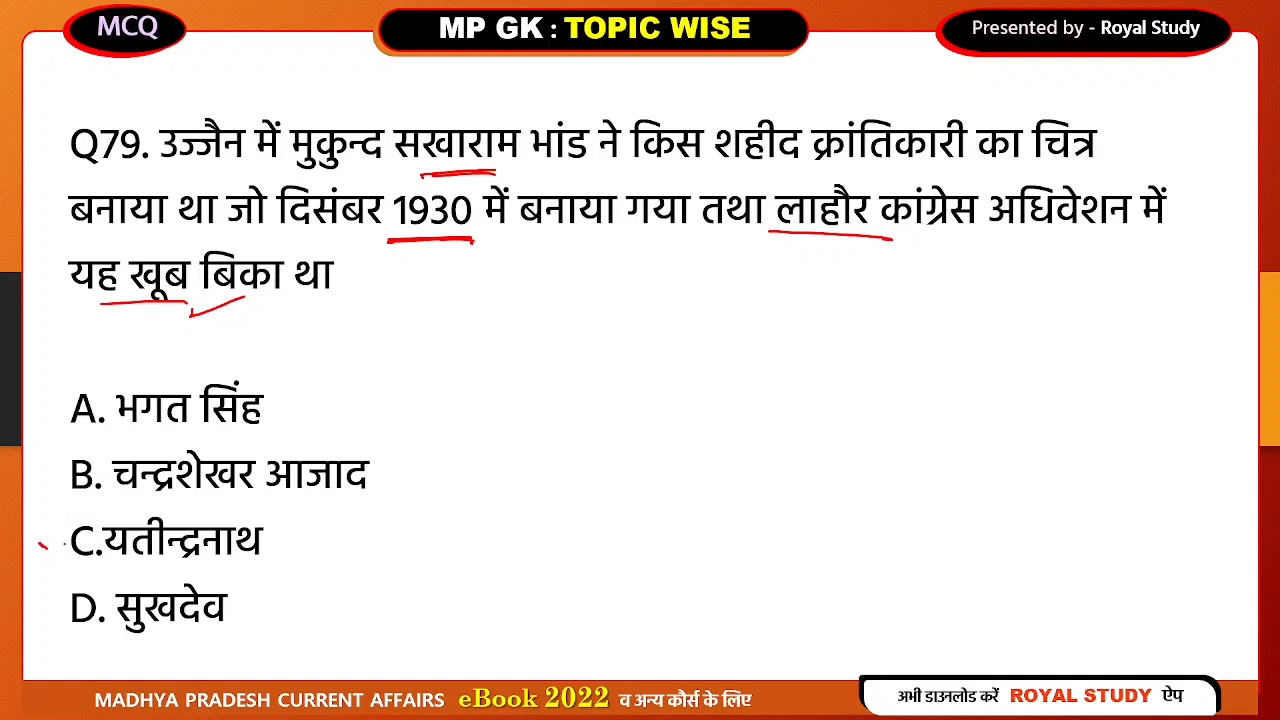 MCQ
MP GK : TOPIC WISE
Presented by - Royal Study
Q79. उज्जैन में मुकुन्द सखाराम भांड ने किस शहीद क्रांतिकारी का चित्र
बनाया था जो दिसंबर 1930 में बनाया गया तथा लाहौर कांग्रेस अधिवेशन में
यह खूब बिका था
A. भगत सिंह
B. चन्द्रशेखर आजाद
C.यतीन्द्रनाथ
D. सुखदेव
MADHYA PRADESH CURRENT AFFAIRS eBook 2022 व अन्य कौर्स के लिए
अभी डाउनलोड करें ROYAL STUDY ऐप